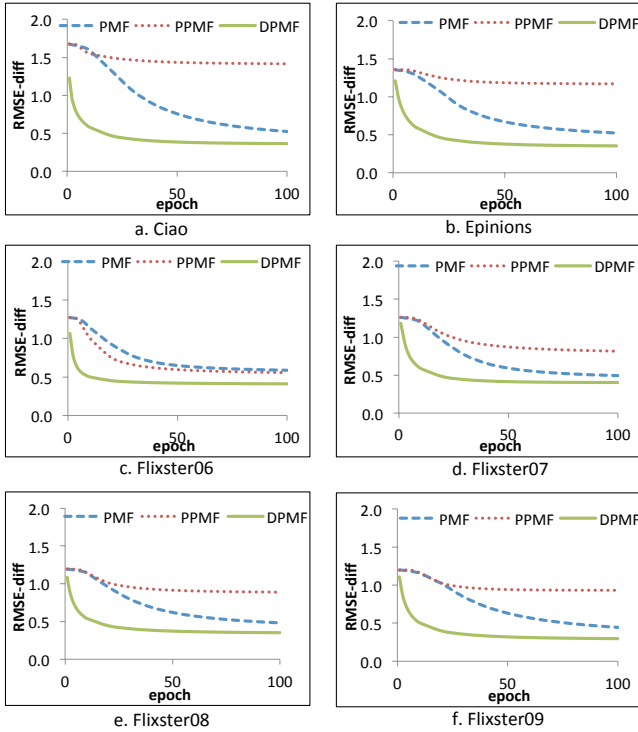 PMF PPMF DPMF
2.0
1.5
1.0
0.5
0.0
RMSE-diff
0 50 100
epoch
a. Ciao
PMF PPMF DPMF
2.0
1.5
1.0
0.5
0.0
RMSE-diff
0 50 100
epoch
b. Epinions
PMF PPMF DPMF
2.0
1.5
1.0
0.5
0.0
RMSE-diff
0 50 100
epoch
c. Flixster06
PMF PPMF DPMF
2.0
1.5
1.0
0.5
0.0
RMSE-diff
0 50 100
epoch
d. Flixster07
PMF PPMF DPMF
2.0
1.5
1.0
0.5
0.0
RMSE-diff
0 50 100
epoch
e. Flixster08
PMF PPMF DPMF
2.0
1.5
1.0
0.5
0.0
RMSE-diff
0 50 100
epoch
f. Flixster09